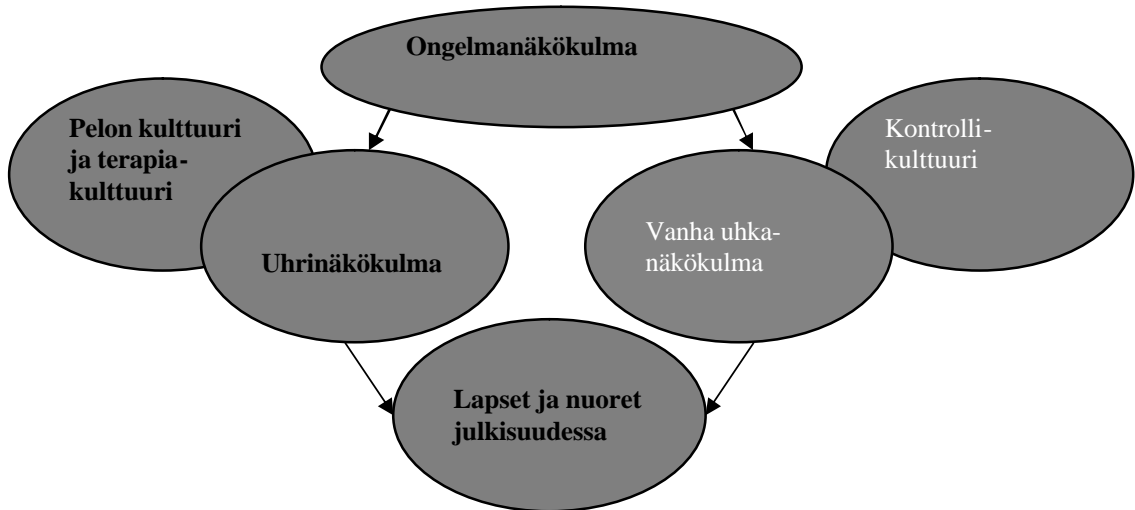 Ongelmanäkökulma
Pelon kulttuuri
ja terapia-
kulttuuri
Kontrolli-
kulttuuri
Uhrinäkökulma
Vanha uhka-
näkökulma
Lapset ja nuoret
julkisuudessa